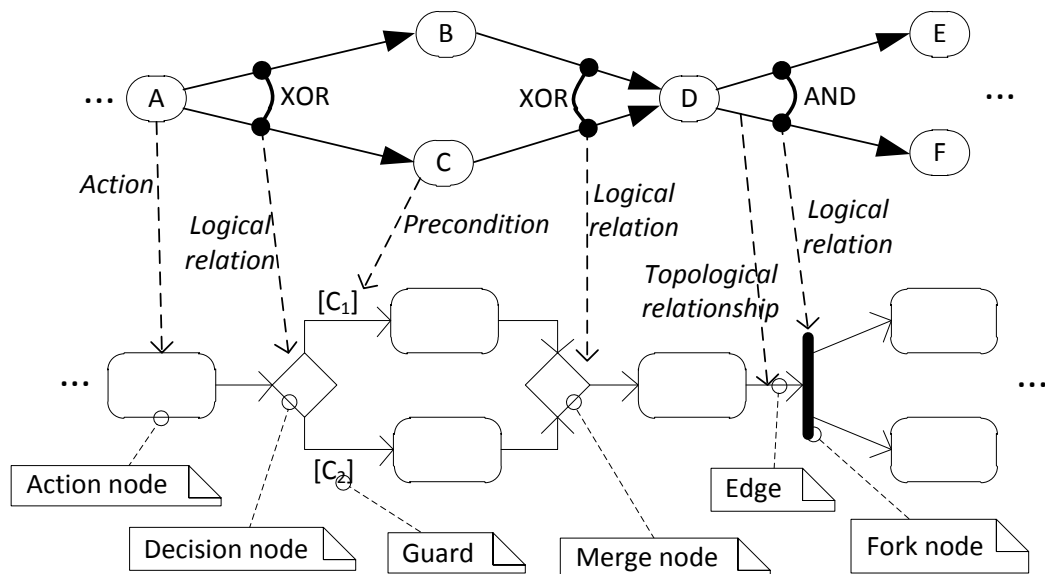 B
E
... A XOR XOR D AND ...
C
F
Action
Logical
relation
Precondition
Logical
relation
Logical
relation
Topological
relationship
[C₁]
... ...
[C₂]
Action node
Edge
Decision node
Guard
Merge node
Fork node